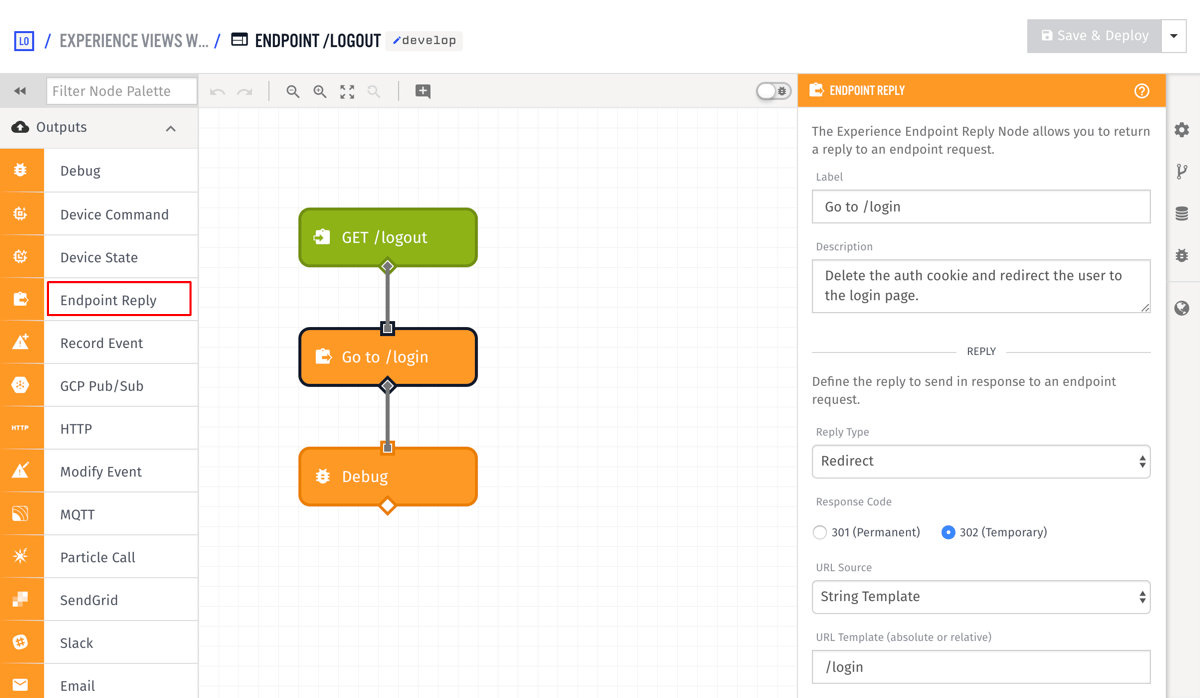 LO / EXPERIENCE VIEWS W... / ENDPOINT /LOGOUT develop
Save & Deploy
Filter Node Palette
Outputs
Debug
Device Command
Device State
Endpoint Reply
Record Event
GCP Pub/Sub
HTTP HTTP
Modify Event
MQTT
Particle Call
SendGrid
Slack
Email
GET /logout
Go to /login
Debug
ENDPOINT REPLY
The Experience Endpoint Reply Node allows you to return
a reply to an endpoint request.
Label
Go to /login
Description
Delete the auth cookie and redirect the user to
the login page.
REPLY
Define the reply to send in response to an endpoint
request.
Reply Type
Redirect
Response Code
301 (Permanent) 302 (Temporary)
URL Source
String Template
URL Template (absolute or relative)
/login